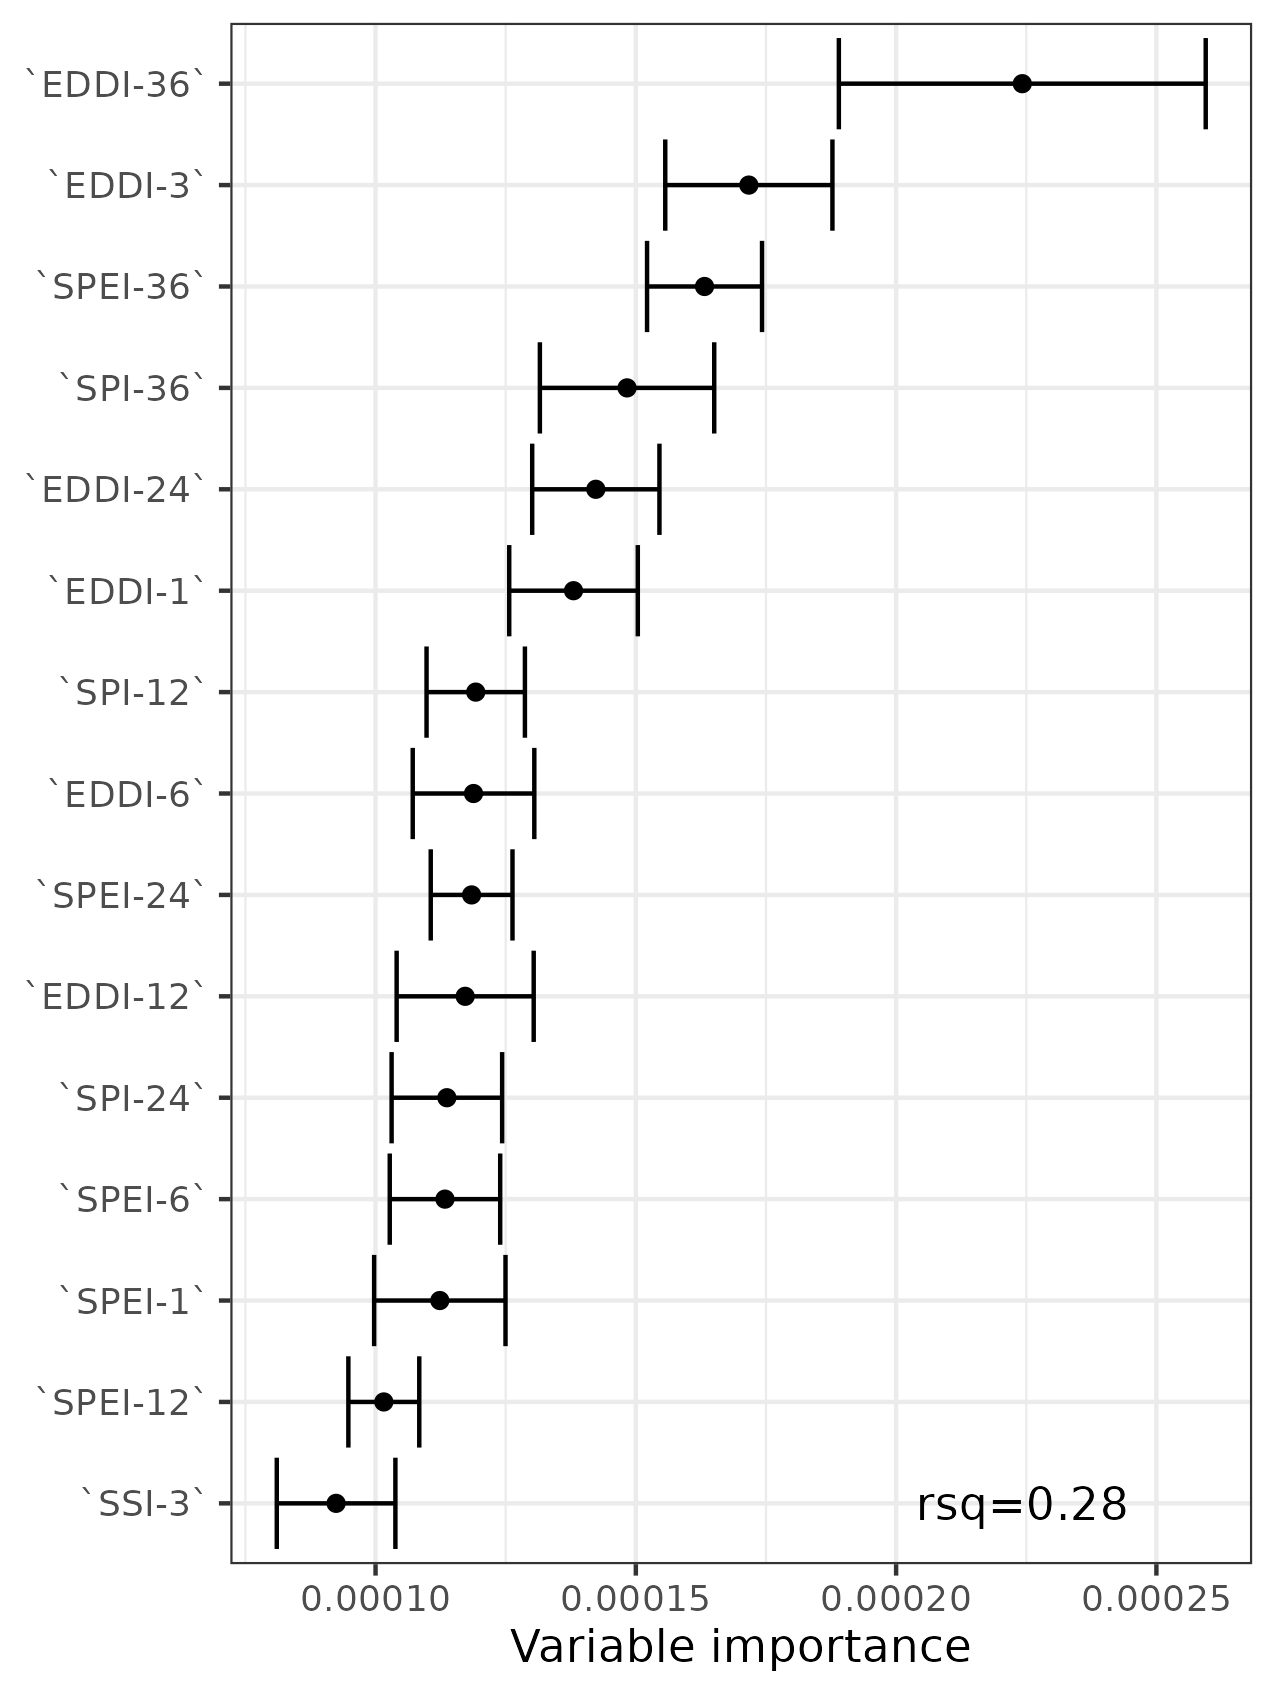 `EDDI-36`
`EDDI-3`
`SPEI-36`
`SPI-36`
`EDDI-24`
`EDDI-1`
`SPI-12`
`EDDI-6`
`SPEI-24`
`EDDI-12`
`SPI-24`
`SPEI-6`
`SPEI-1`
`SPEI-12`
`SSI-3`
rsq=0.28
0.00010 0.00015 0.00020 0.00025
Variable importance